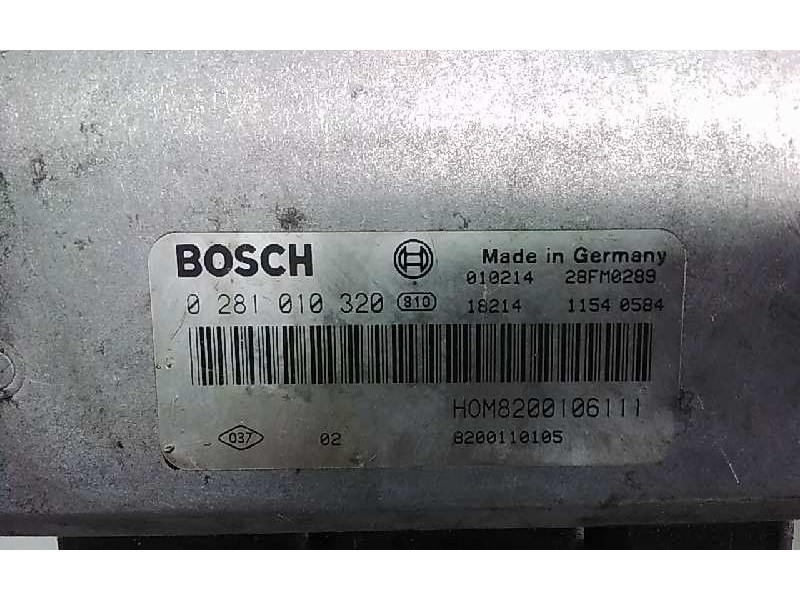 BOSCH Made in Germany
010214 28FM0289
0 281 010 320 810 18214 1154 0584
HOM8200106111
037 02 8200110105